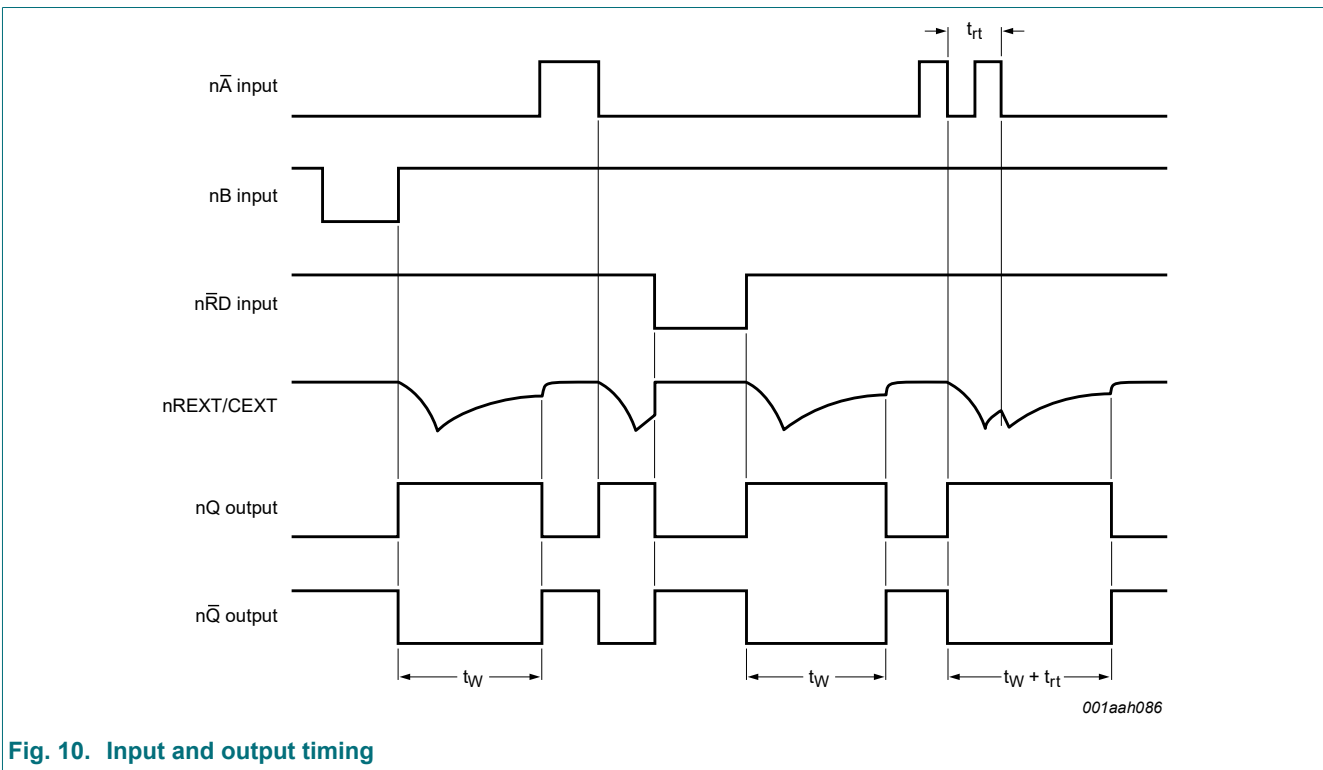 t_rt
nA̅ input
nB input
nR̅D input
nREXT/CEXT
nQ output
nQ̅ output
t_W
t_W
t_W + t_rt
001aah086
Fig. 10. Input and output timing